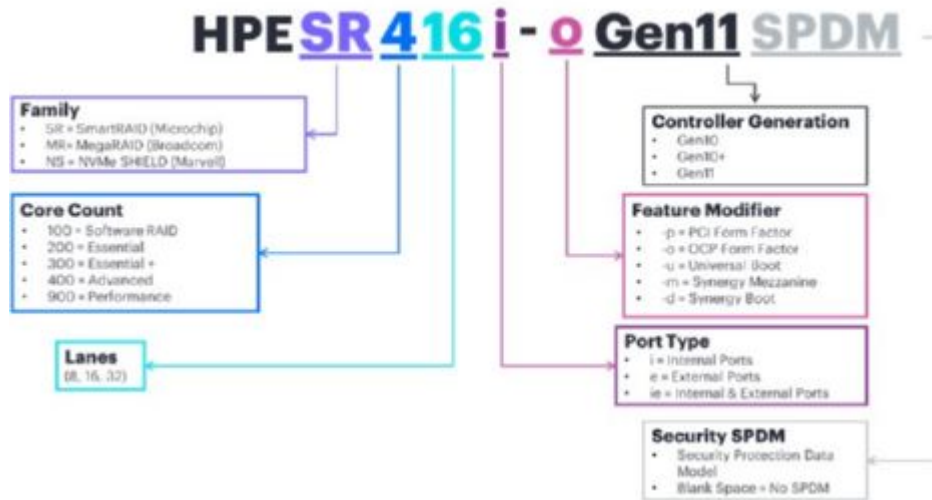 HPE SR 416 i - o Gen11 SPDM -
Family
• SR = SmartRAID (Microchip)
• MR= MegaRAID (Broadcom)
• NS = NVMe SHIELD (Marvell)
Core Count
• 100 = Software RAID
• 200 = Essential
• 300 = Essential +
• 400 = Advanced
• 900 = Performance
Lanes
(8, 16, 32)
Controller Generation
• Gen10
• Gen10+
• Gen11
Feature Modifier
• -p = PCI Form Factor
• -o = OCP Form Factor
• -u = Universal Boot
• -m = Synergy Mezzanine
• -d = Synergy Boot
Port Type
• i = Internal Ports
• e = External Ports
• ie = Internal & External Ports
Security SPDM
• Security Protection Data
Model
• Blank Space = No SPDM